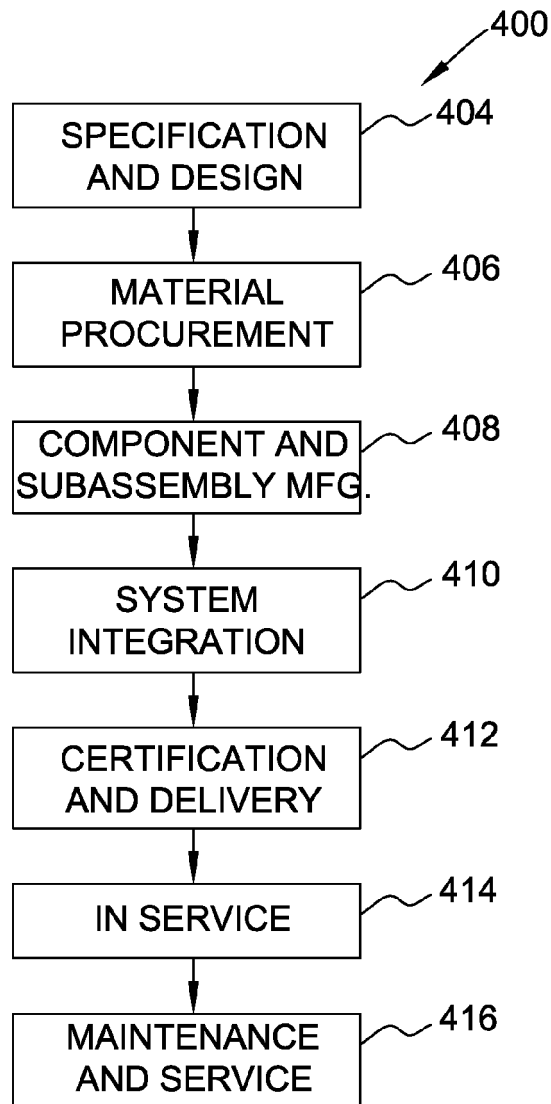 400
SPECIFICATION
AND DESIGN
404
MATERIAL
PROCUREMENT
406
COMPONENT AND
SUBASSEMBLY MFG.
408
SYSTEM
INTEGRATION
410
CERTIFICATION
AND DELIVERY
412
IN SERVICE
414
MAINTENANCE
AND SERVICE
416